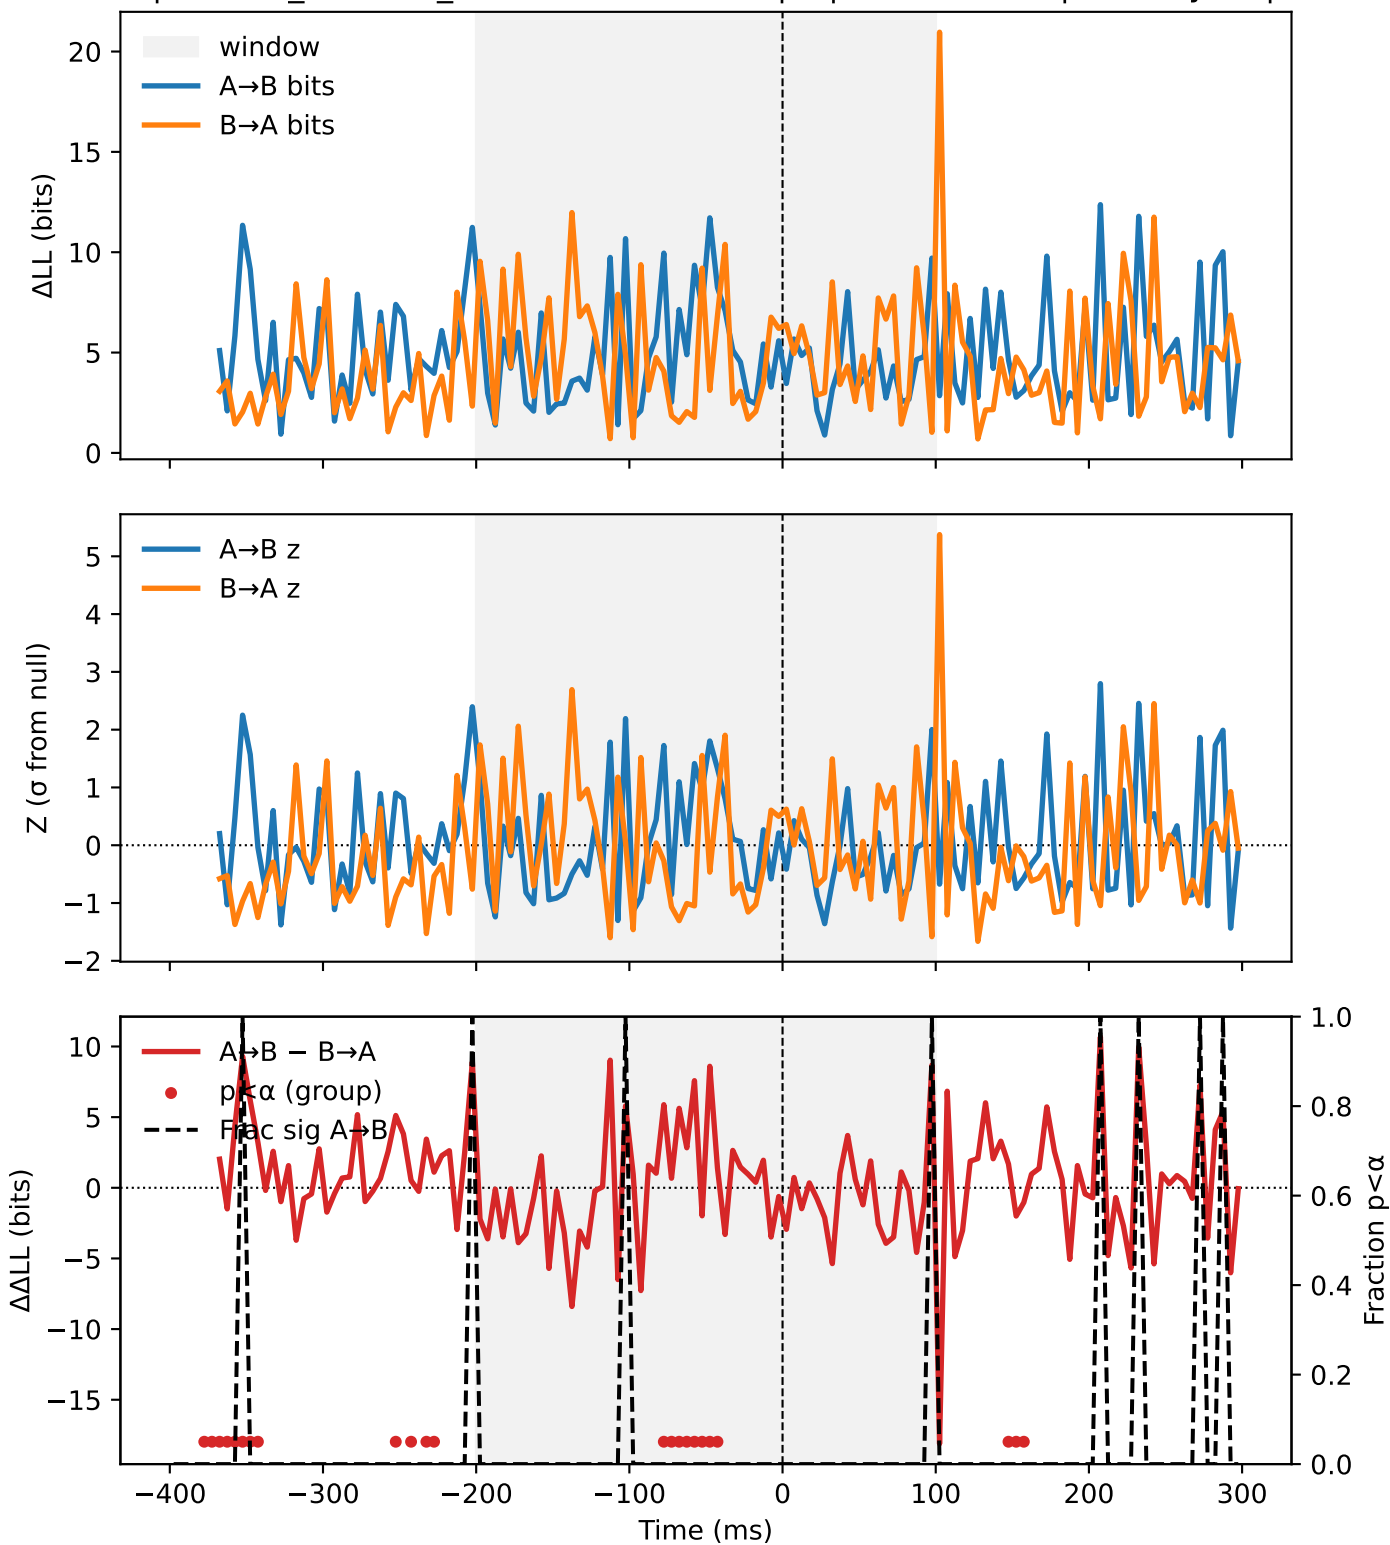 20
15
10
5
0
ΔLL (bits)
window
A→B bits
B→A bits
5
4
3
2
1
0
−1
−2
Z (σ from null)
A→B z
B→A z
10
5
0
−5
−10
−15
ΔΔLL (bits)
A→B − B→A
p<α (group)
Frac sig A→B
1.0
0.8
0.6
0.4
0.2
0.0
Fraction p<α
−400 −300 −200 −100 0 100 200 300
Time (ms)